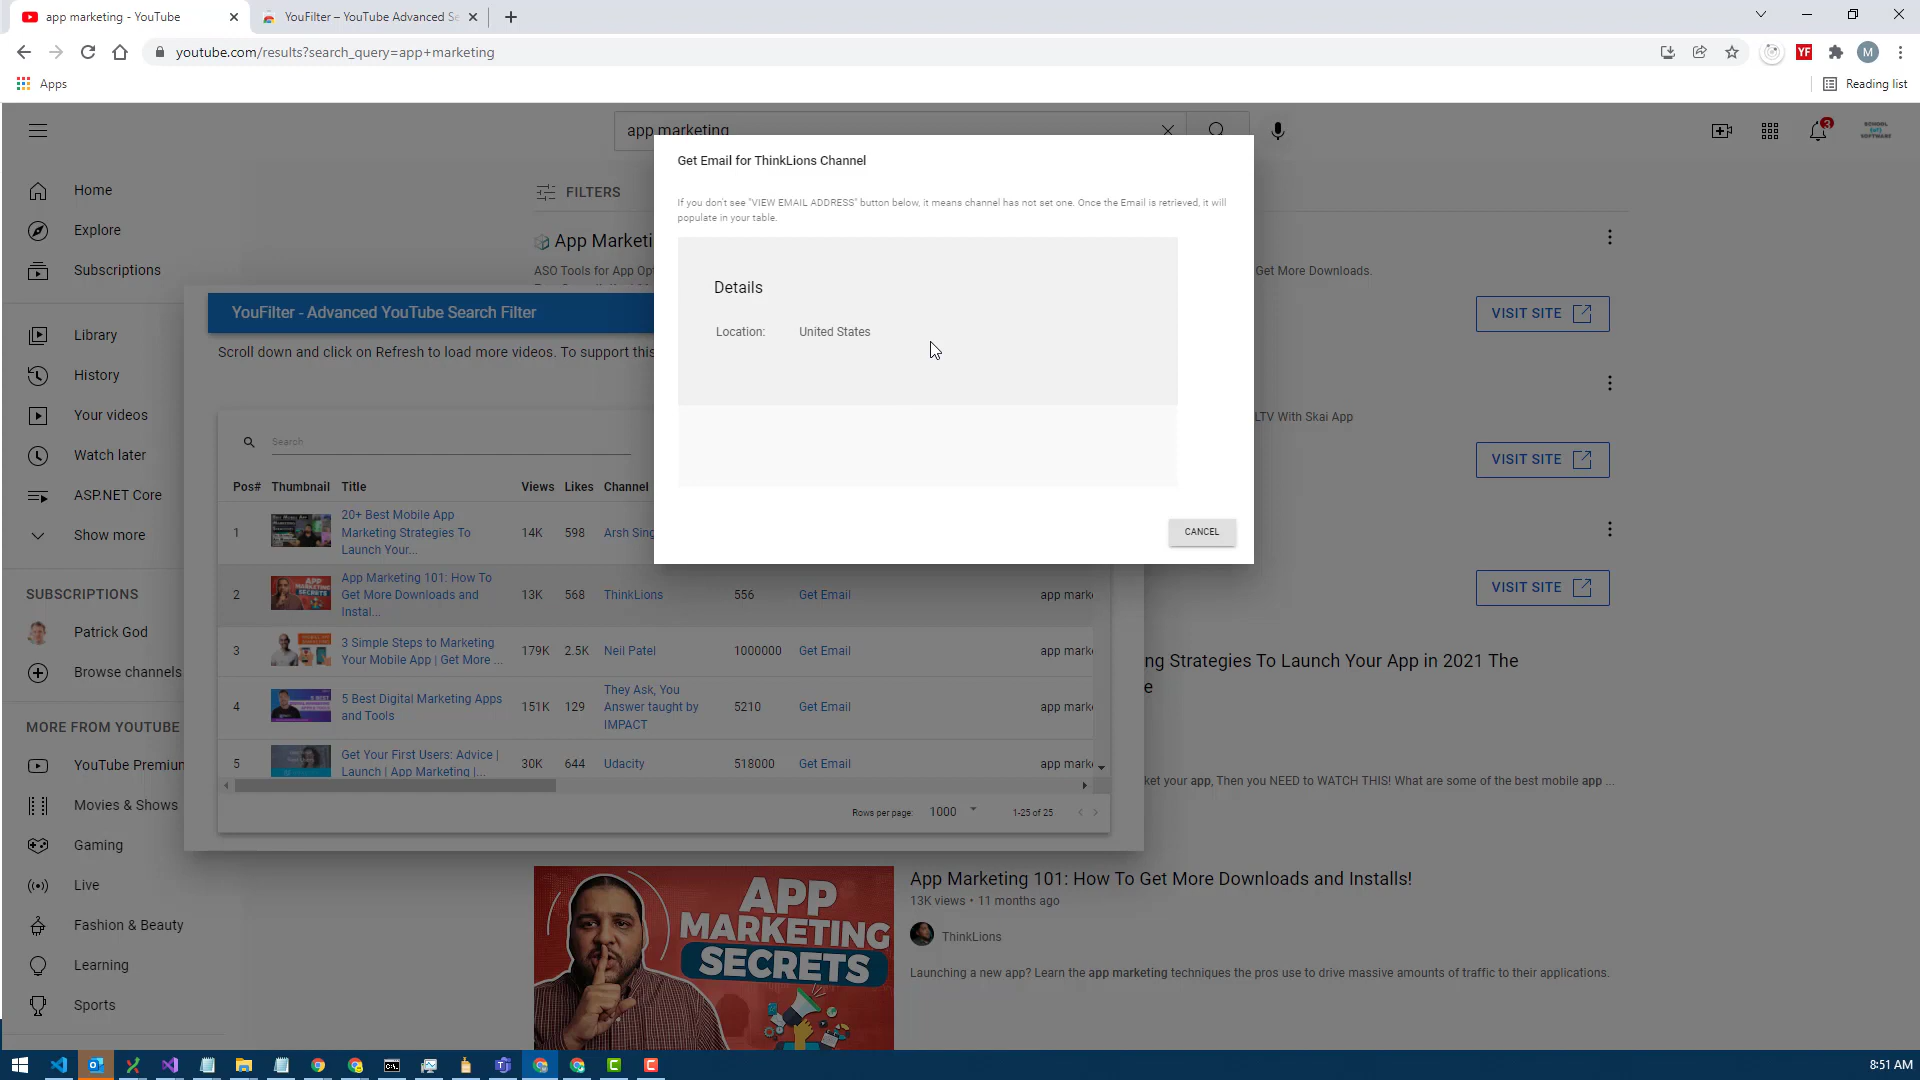 app marketing - YouTube
YouFilter – YouTube Advanced Se
youtube.com/results?search_query=app+marketing
YF
M
Apps
Reading list
app marketing
3
SCHOOL
SOFTWARE
Get Email for ThinkLions Channel
If you don't see "VIEW EMAIL ADDRESS" button below, it means channel has not set one. Once the Email is retrieved, it will
populate in your table.
Details
Location: United States
CANCEL
Home
Explore
Subscriptions
Library
History
Your videos
Watch later
ASP.NET Core
Show more
SUBSCRIPTIONS
Patrick God
Browse channels
MORE FROM YOUTUBE
YouTube Premium
Movies & Shows
Gaming
Live
Fashion & Beauty
Learning
Sports
FILTERS
App Marketi
ASO Tools for App Opt
Get More Downloads.
VISIT SITE
LTV With Skai App
VISIT SITE
VISIT SITE
YouFilter - Advanced YouTube Search Filter
Scroll down and click on Refresh to load more videos. To support this
Search
Pos# Thumbnail Title Views Likes Channel
1 20+ Best Mobile App Marketing Strategies To Launch Your... 14K 598 Arsh Sing
2 App Marketing 101: How To Get More Downloads and Instal... 13K 568 ThinkLions 556 Get Email app mark
3 3 Simple Steps to Marketing Your Mobile App | Get More ... 179K 2.5K Neil Patel 1000000 Get Email app mark
4 5 Best Digital Marketing Apps and Tools 151K 129 They Ask, You Answer taught by IMPACT 5210 Get Email app mark
5 Get Your First Users: Advice | Launch | App Marketing |... 30K 644 Udacity 518000 Get Email app mark
Rows per page: 1000 1-25 of 25
ng Strategies To Launch Your App in 2021 The
e
ket your app, Then you NEED to WATCH THIS! What are some of the best mobile app ...
APP
MARKETING
SECRETS
App Marketing 101: How To Get More Downloads and Installs!
13K views • 11 months ago
ThinkLions
Launching a new app? Learn the app marketing techniques the pros use to drive massive amounts of traffic to their applications.
8:51 AM